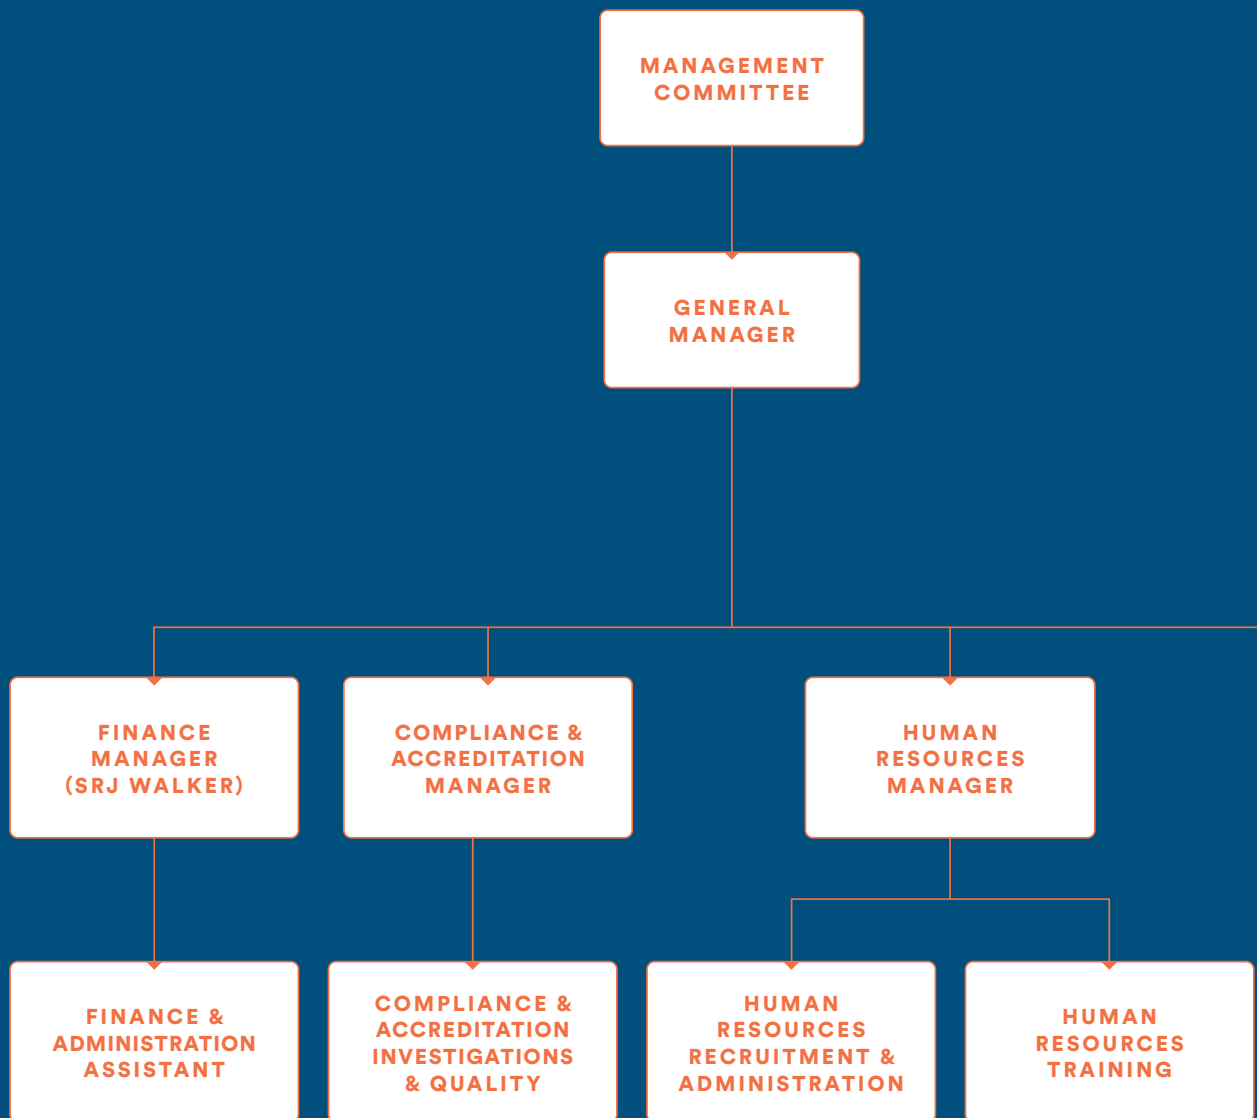 MANAGEMENT
COMMITTEE
GENERAL
MANAGER
FINANCE
MANAGER
(SRJ WALKER)
COMPLIANCE &
ACCREDITATION
MANAGER
HUMAN
RESOURCES
MANAGER
FINANCE &
ADMINISTRATION
ASSISTANT
COMPLIANCE &
ACCREDITATION
INVESTIGATIONS
& QUALITY
HUMAN
RESOURCES
RECRUITMENT &
ADMINISTRATION
HUMAN
RESOURCES
TRAINING